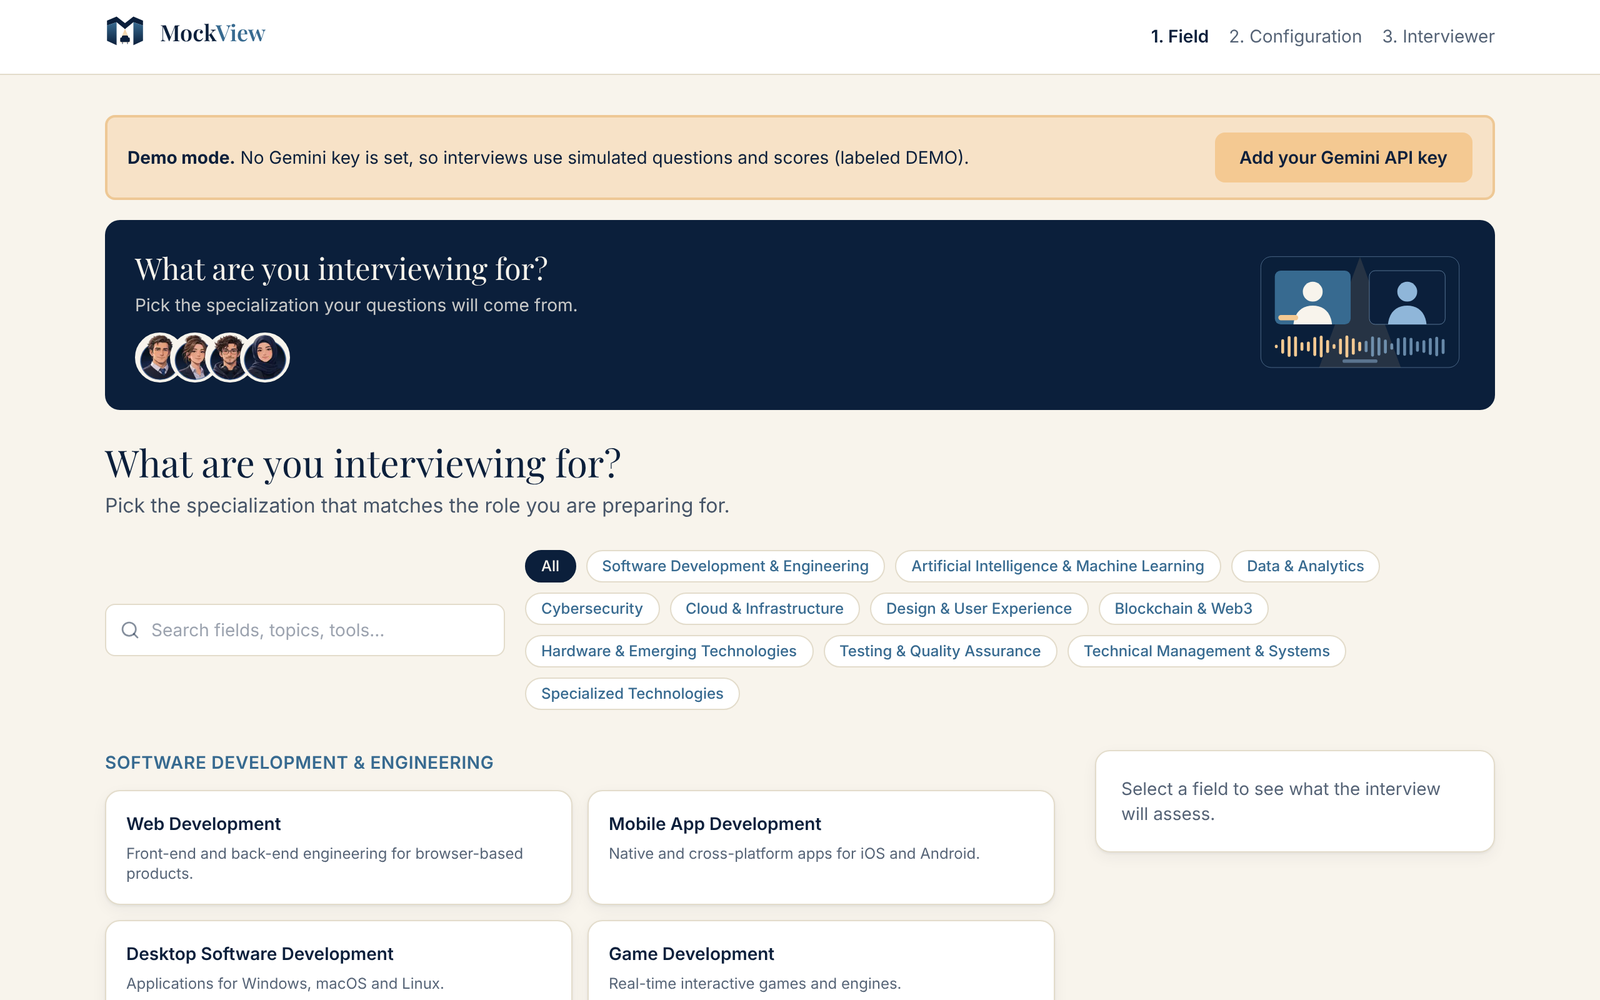 MockView
1. Field
2. Configuration
3. Interviewer
Demo mode. No Gemini key is set, so interviews use simulated questions and scores (labeled DEMO).
Add your Gemini API key
What are you interviewing for?
Pick the specialization your questions will come from.
What are you interviewing for?
Pick the specialization that matches the role you are preparing for.
Search fields, topics, tools...
All
Software Development & Engineering
Artificial Intelligence & Machine Learning
Data & Analytics
Cybersecurity
Cloud & Infrastructure
Design & User Experience
Blockchain & Web3
Hardware & Emerging Technologies
Testing & Quality Assurance
Technical Management & Systems
Specialized Technologies
SOFTWARE DEVELOPMENT & ENGINEERING
Web Development
Front-end and back-end engineering for browser-based
products.
Mobile App Development
Native and cross-platform apps for iOS and Android.
Desktop Software Development
Applications for Windows, macOS and Linux.
Game Development
Real-time interactive games and engines.
Select a field to see what the interview
will assess.